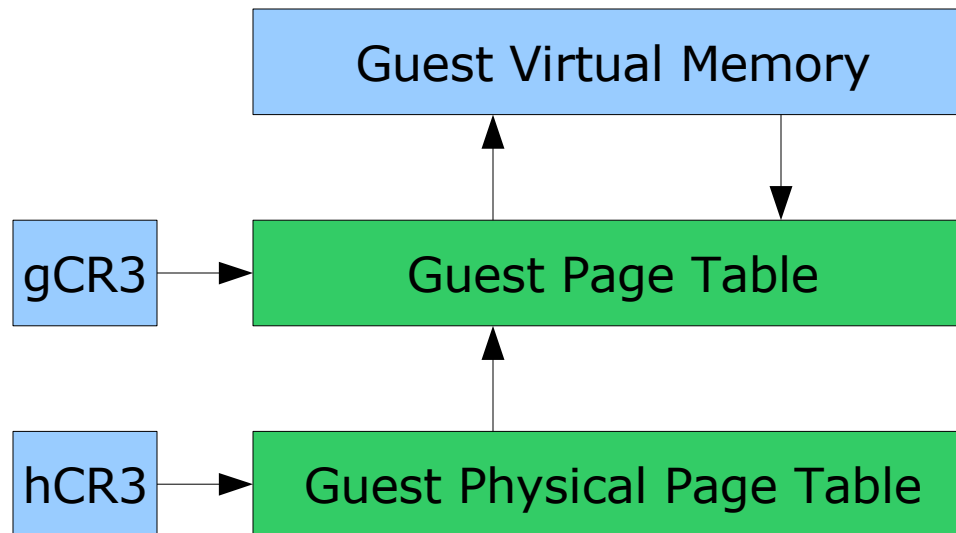 Guest Virtual Memory
gCR3
Guest Page Table
hCR3
Guest Physical Page Table